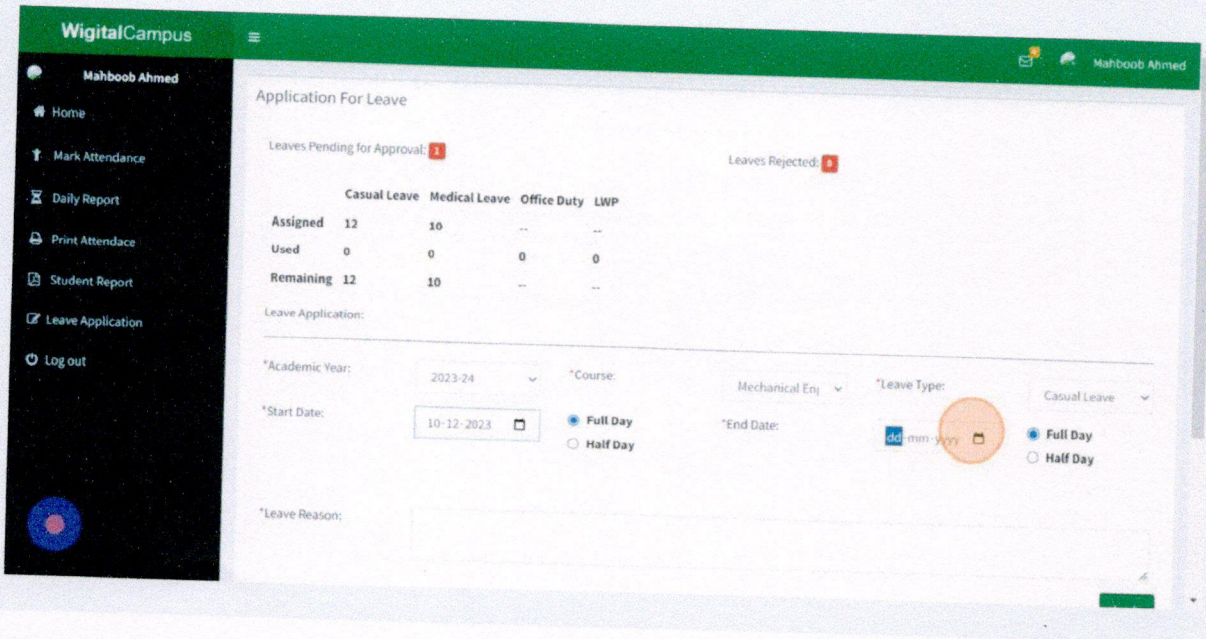 WigitalCampus
Mahboob Ahmed
Mahboob Ahmed
Home
Mark Attendance
Daily Report
Print Attendace
Student Report
Leave Application
Log out
Application For Leave
Leaves Pending for Approval: 1
Leaves Rejected:
Casual Leave Medical Leave Office Duty LWP
Assigned 12 10 -- --
Used 0 0 0 0
Remaining 12 10 -- --
Leave Application:
*Academic Year: 2023-24 *Course: Mechanical Eng *Leave Type: Casual Leave
*Start Date: 10-12-2023 Full Day *End Date: dd-mm-yyyy Full Day
Half Day Half Day
*Leave Reason: